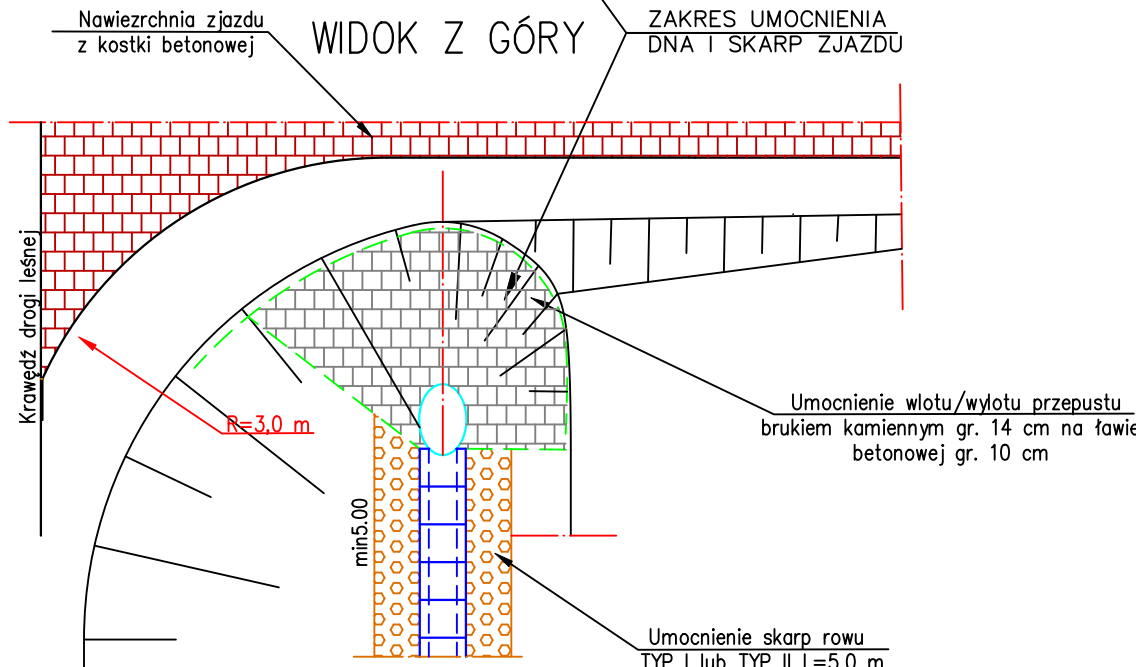 Nawiezrchnia zjazdu
z kostki betonowej
WIDOK Z GÓRY
ZAKRES UMOCNIENIA
DNA I SKARP ZJAZDU
Krawędź drogi leśnej
R=3,0 m
Umocnienie wlotu/wylotu przepustu
brukiem kamiennym gr. 14 cm na ławie
betonowej gr. 10 cm
min5.00
Umocnienie skarp rowu
TYP I lub TYP II L=5,0 m